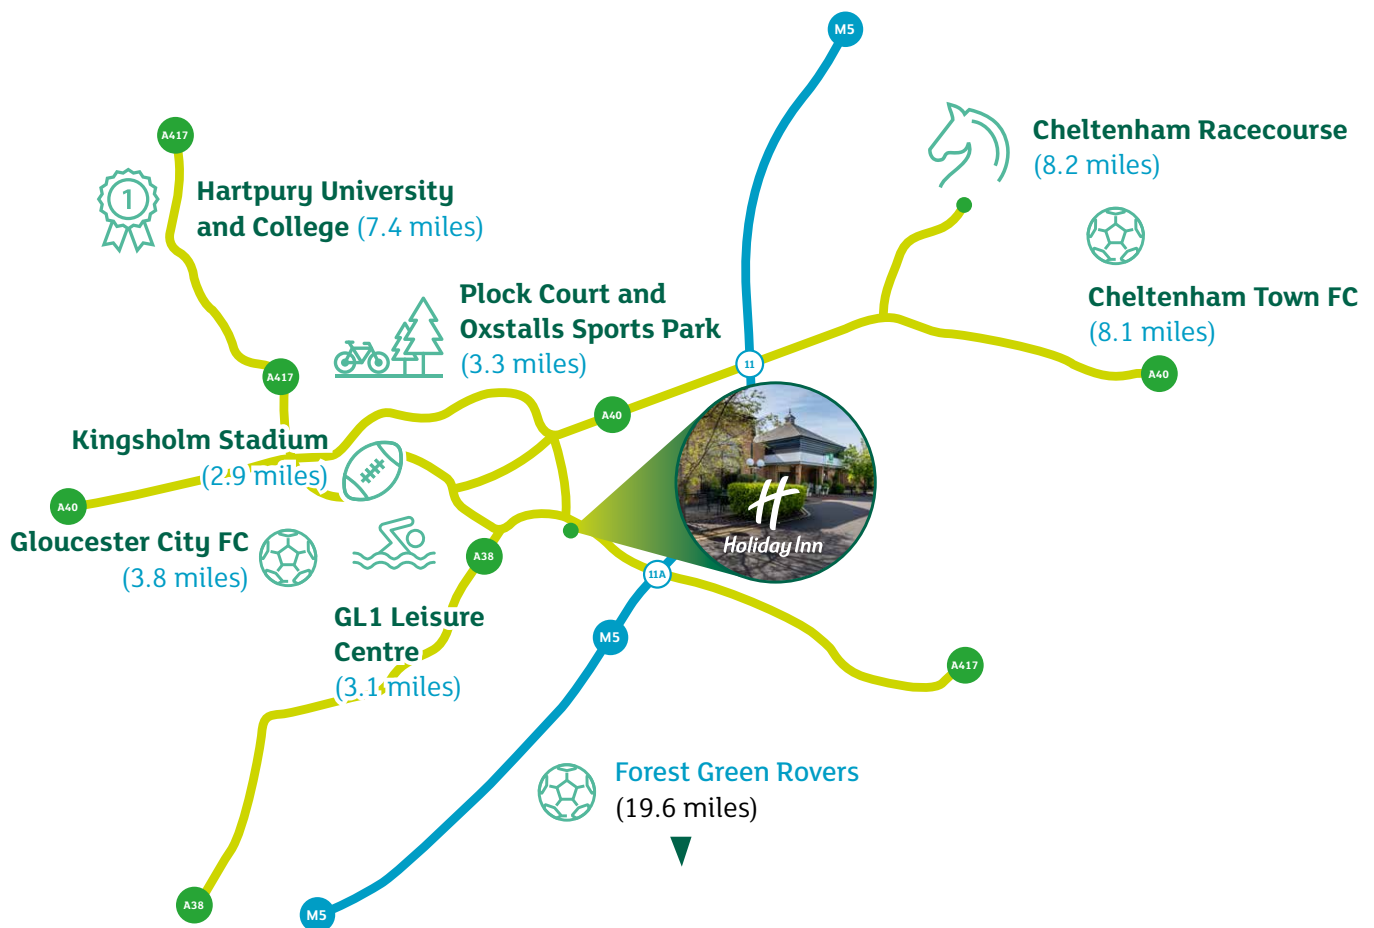 M5
A417
Cheltenham Racecourse
(8.2 miles)
1
Hartpury University
and College (7.4 miles)
Plock Court and
Oxstalls Sports Park
(3.3 miles)
Cheltenham Town FC
(8.1 miles)
11
A417
A40
A40
Kingsholm Stadium
(2.9 miles)
A40
Gloucester City FC
(3.8 miles)
H
Holiday Inn
A38
11A
GL1 Leisure
Centre
(3.1 miles)
M5
A417
Forest Green Rovers
(19.6 miles)
A38
M5